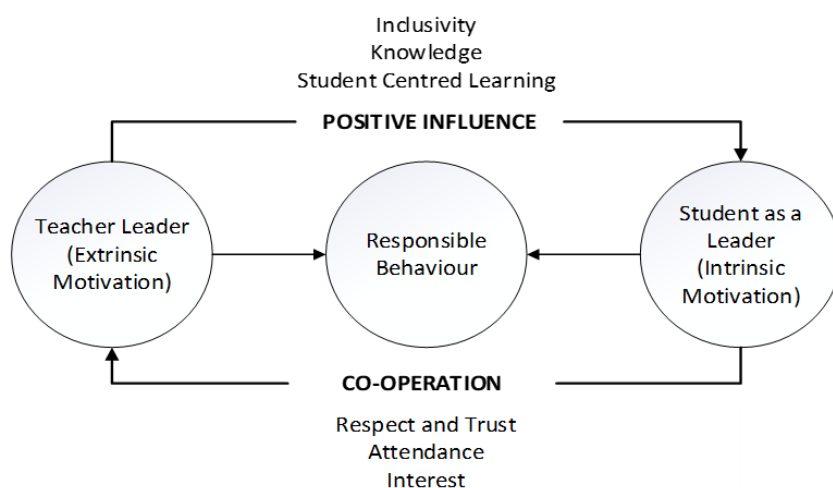 Inclusivity
Knowledge
Student Centred Learning
POSITIVE INFLUENCE
Teacher Leader
(Extrinsic
Motivation)
Responsible
Behaviour
Student as a
Leader
(Intrinsic
Motivation)
CO-OPERATION
Respect and Trust
Attendance
Interest